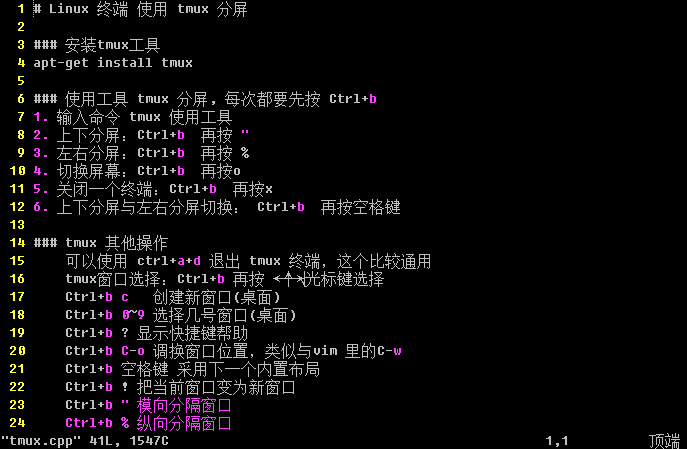 1 # Linux 终端 使用 tmux 分屏
2
3 ### 安装tmux工具
4 apt-get install tmux
5
6 ### 使用工具 tmux 分屏，每次都要先按 Ctrl+b
7 1. 输入命令 tmux 使用工具
8 2. 上下分屏：Ctrl+b  再按 "
9 3. 左右分屏：Ctrl+b  再按 %
10 4. 切换屏幕：Ctrl+b  再按o
11 5. 关闭一个终端：Ctrl+b  再按x
12 6. 上下分屏与左右分屏切换： Ctrl+b  再按空格键
13
14 ### tmux 其他操作
15     可以使用 ctrl+a+d 退出 tmux 终端，这个比较通用
16     tmux窗口选择：Ctrl+b 再按 ←↑→↓光标键选择
17     Ctrl+b c   创建新窗口(桌面)
18     Ctrl+b 0~9 选择几号窗口(桌面)
19     Ctrl+b ? 显示快捷键帮助
20     Ctrl+b C-o 调换窗口位置，类似与vim 里的C-w
21     Ctrl+b 空格键 采用下一个内置布局
22     Ctrl+b ! 把当前窗口变为新窗口
23     Ctrl+b " 模向分隔窗口
24     Ctrl+b % 纵向分隔窗口
"tmux.cpp" 41L, 1547C 1,1 顶端